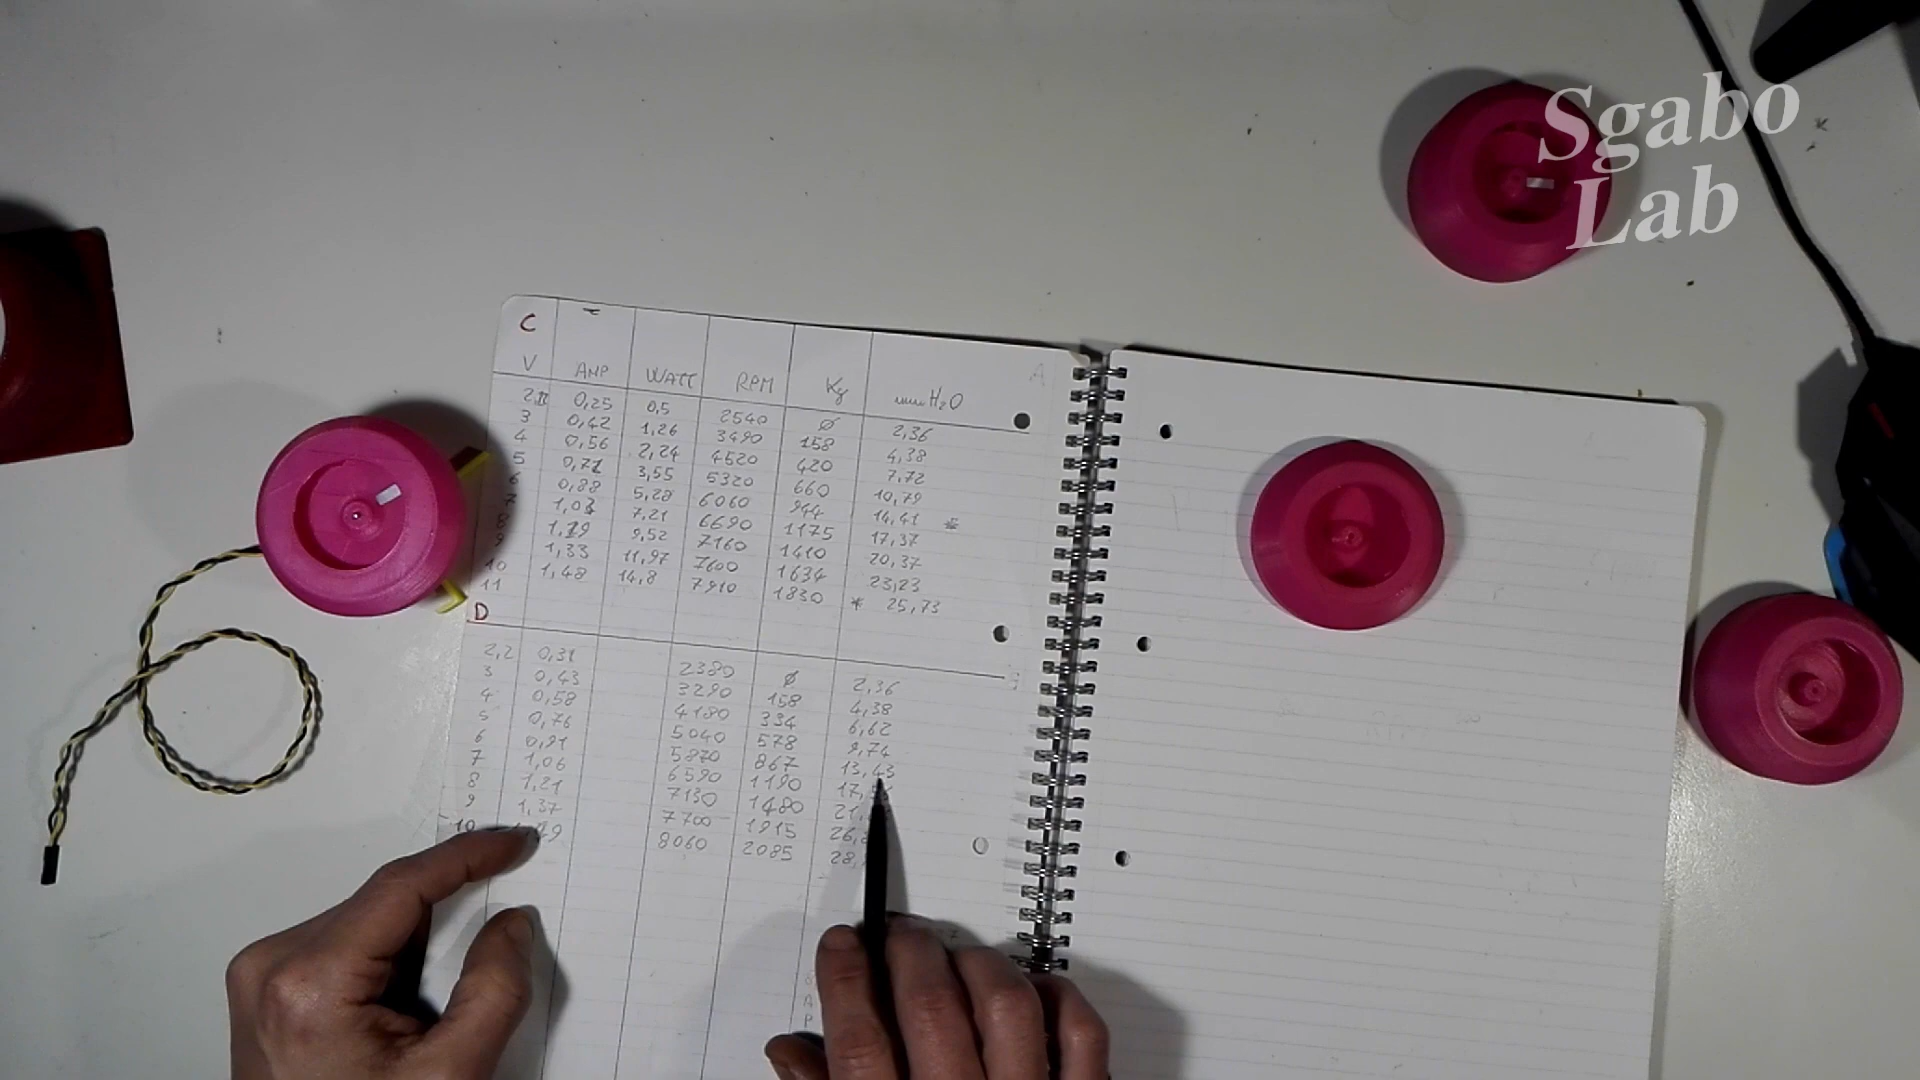 Sgabo
Lab
C
V AMP WATT RPM Kg mmH₂O
0,25 0,5 2540 ø 2,36
3 0,42 1,26 3490 158 4,38
4 0,56 2,24 4520 420 7,72
5 0,71 3,55 5320 660 10,79
6 0,88 5,28 6060 944 14,41 *
7 7,21 6690 1175 17,37
8 1,19 9,52 7160 1410 20,37
9 1,33 11,97 7600 1634 23,23
10 1,48 14,8 7910 1830 * 25,73
11
D
2,2 0,31 2380 ø 2,36
3 0,43 3290 158 4,38
4 0,58 4180 334 6,62
5 0,76 5040 578 9,74
6 0,91 5870 867 13,43
7 1,06 6590 1190
8 1,21 7130 1480
9 1,37 7700 1915
10 8060 2085